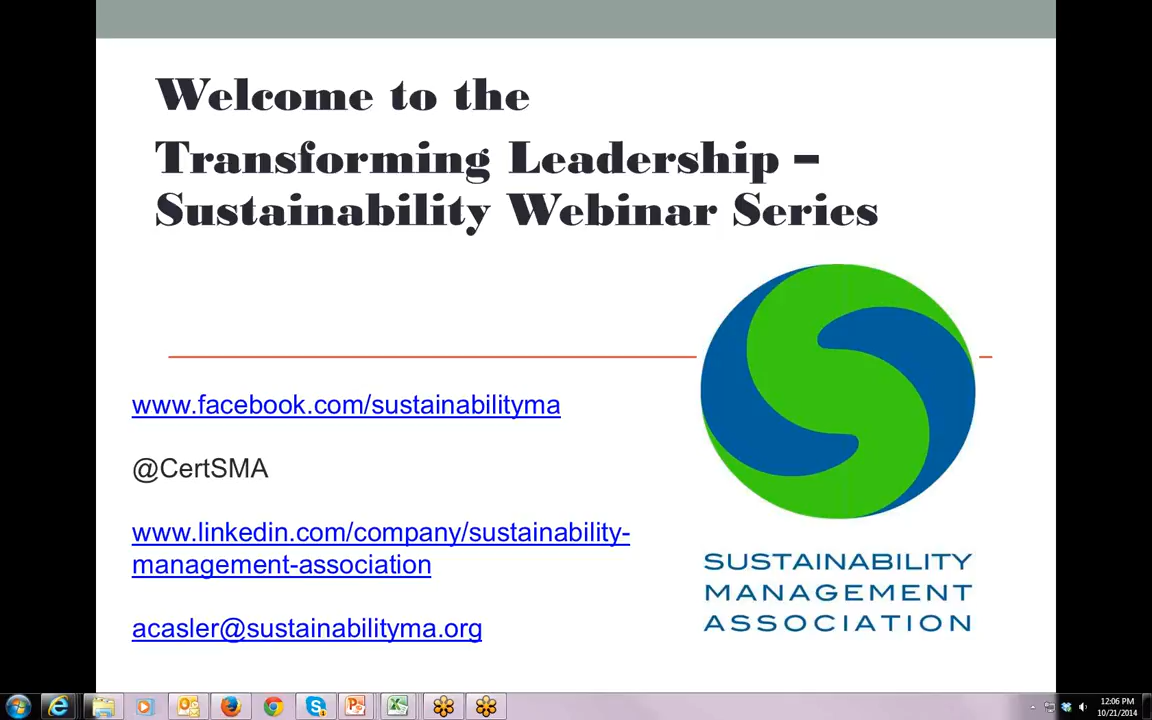 Welcome to the
Transforming Leadership –
Sustainability Webinar Series
www.facebook.com/sustainabilityma
@CertSMA
www.linkedin.com/company/sustainability-
management-association
acasler@sustainabilityma.org
SUSTAINABILITY
MANAGEMENT
ASSOCIATION
12:06 PM
10/21/2014